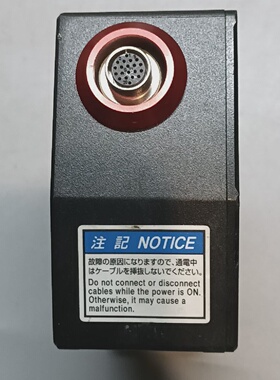 注記 NOTICE
故障の原因になりますので、通電中
はケーブルを挿抜しないでください。
Do not connect or disconnect
cables while the power is ON.
Otherwise, it may cause a
malfunction.